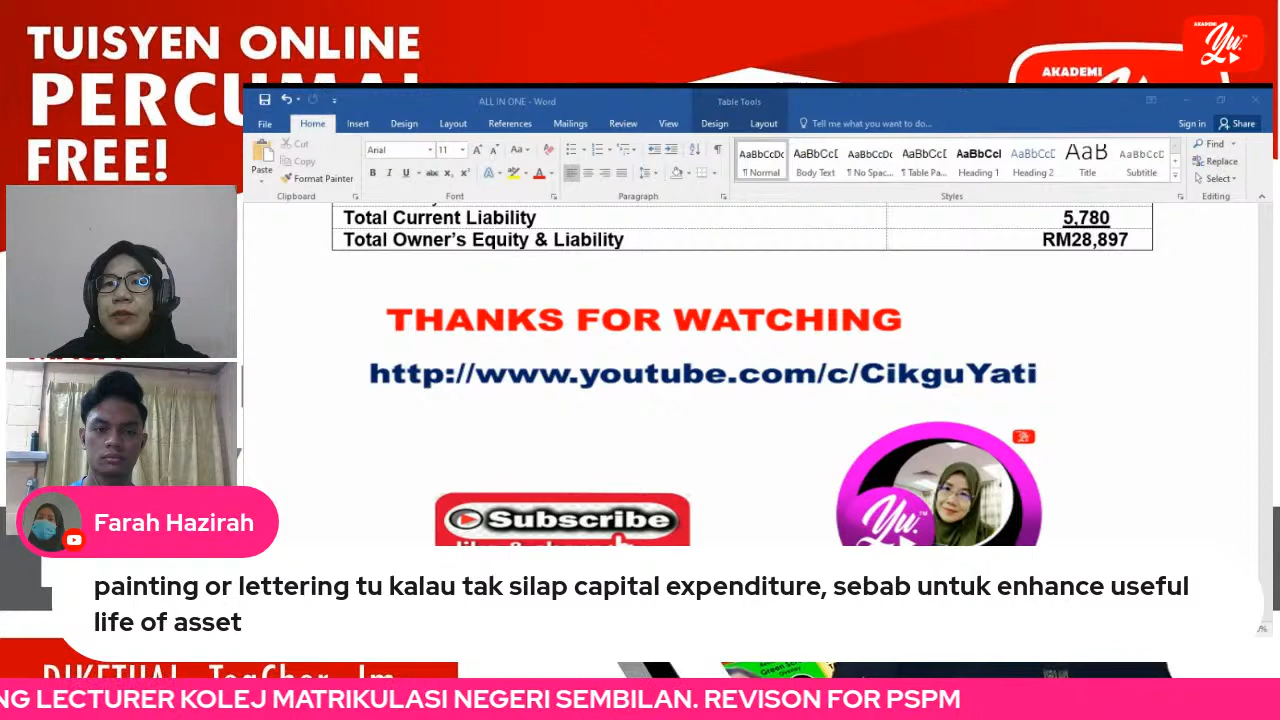 TUISYEN ONLINE
PERCUMA!
FREE!
AKADEMI
Yu
AKADEMI
ALL IN ONE - Word
Table Tools
File
Home
Insert
Design
Layout
References
Mailings
Review
View
Design
Layout
Tell me what you want to do...
Sign in
Share
Paste
Cut
Copy
Format Painter
Clipboard
Arial
11
Font
Paragraph
AaBbCcDc
¶ Normal
AaBbCcI
Body Text
AaBbCcDc
¶ No Spac...
AaBbCcI
¶ Table Pa...
AaBbCcI
Heading 1
AaBbCcI
Heading 2
AaB
Title
AaBbCcI
Subtitle
Styles
Find
Replace
Select
Editing
Total Current Liability 5,780
Total Owner’s Equity & Liability RM28,897
THANKS FOR WATCHING
http://www.youtube.com/c/CikguYati
Subscribe
Yu
Farah Hazirah
painting or lettering tu kalau tak silap capital expenditure, sebab untuk enhance useful
life of asset
NG LECTURER KOLEJ MATRIKULASI NEGERI SEMBILAN. REVISON FOR PSPM